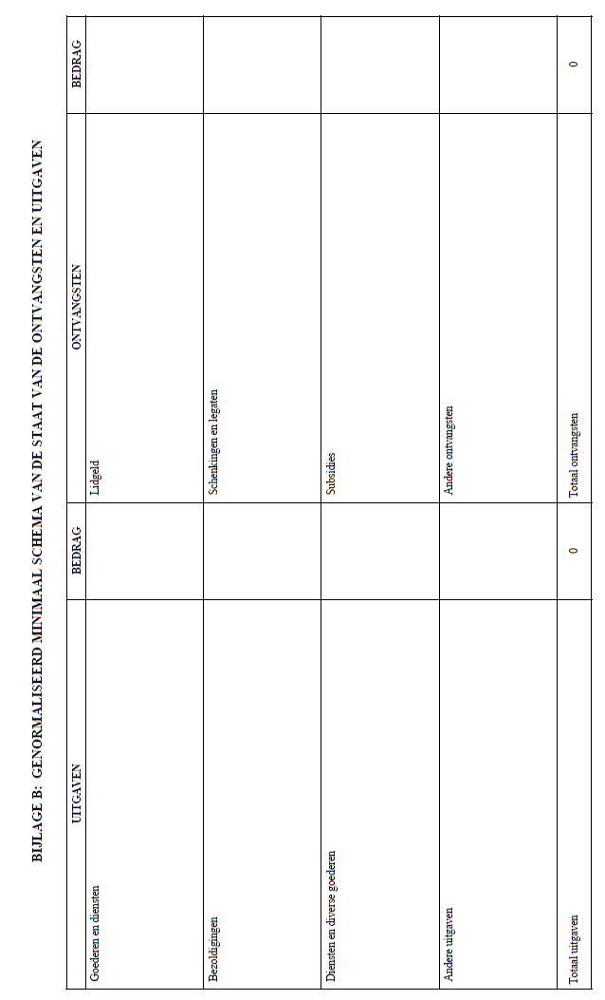 BIJLAGE B: GENORMALISEERD MINIMAAL SCHEMA VAN DE STAAT VAN DE ONTVANGSTEN EN UITGAVEN
UITGAVEN BEDRAG ONTVANGSTEN BEDRAG
Goederen en diensten Lidgeld
Bezoldigingen Schenkingen en legaten
Diensten en diverse goederen Subsidies
Andere uitgaven Andere ontvangsten
Totaal uitgaven 0 Totaal ontvangsten 0